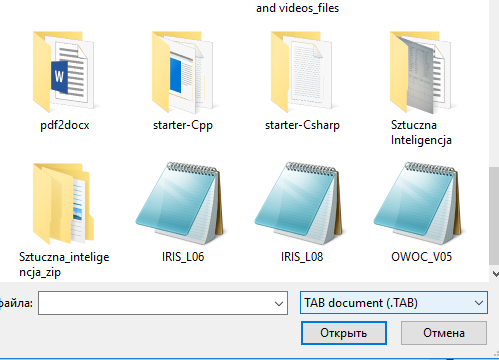 and videos_files
pdf2docx
starter-Cpp
starter-Csharp
Sztuczna
Inteligencja
Sztuczna_intelige
ncja_zip
IRIS_L06
IRIS_L08
OWOC_V05
файла:
TAB document (.TAB)
Открыть
Отмена